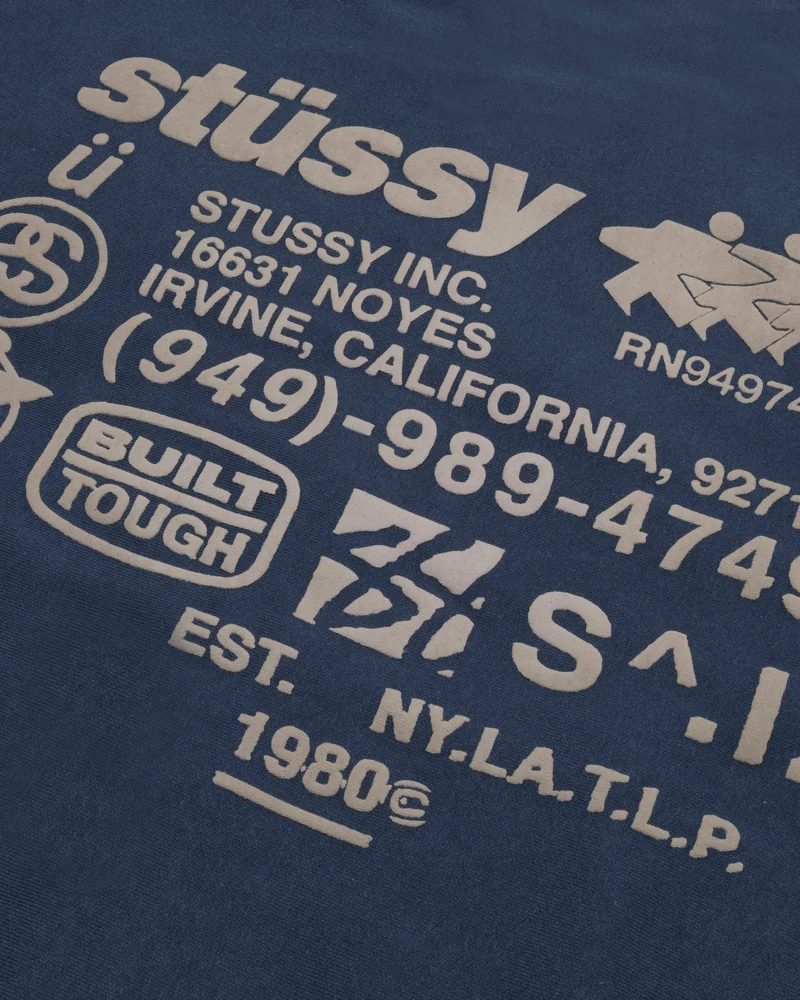 stüssy
ü
STUSSY INC.
16631 NOYES
IRVINE, CALIFORNIA, 9271
RN94974
(949)-989-4749
BUILT
TOUGH
S^.I
EST.
1980©
NY.LA.T.L.P.